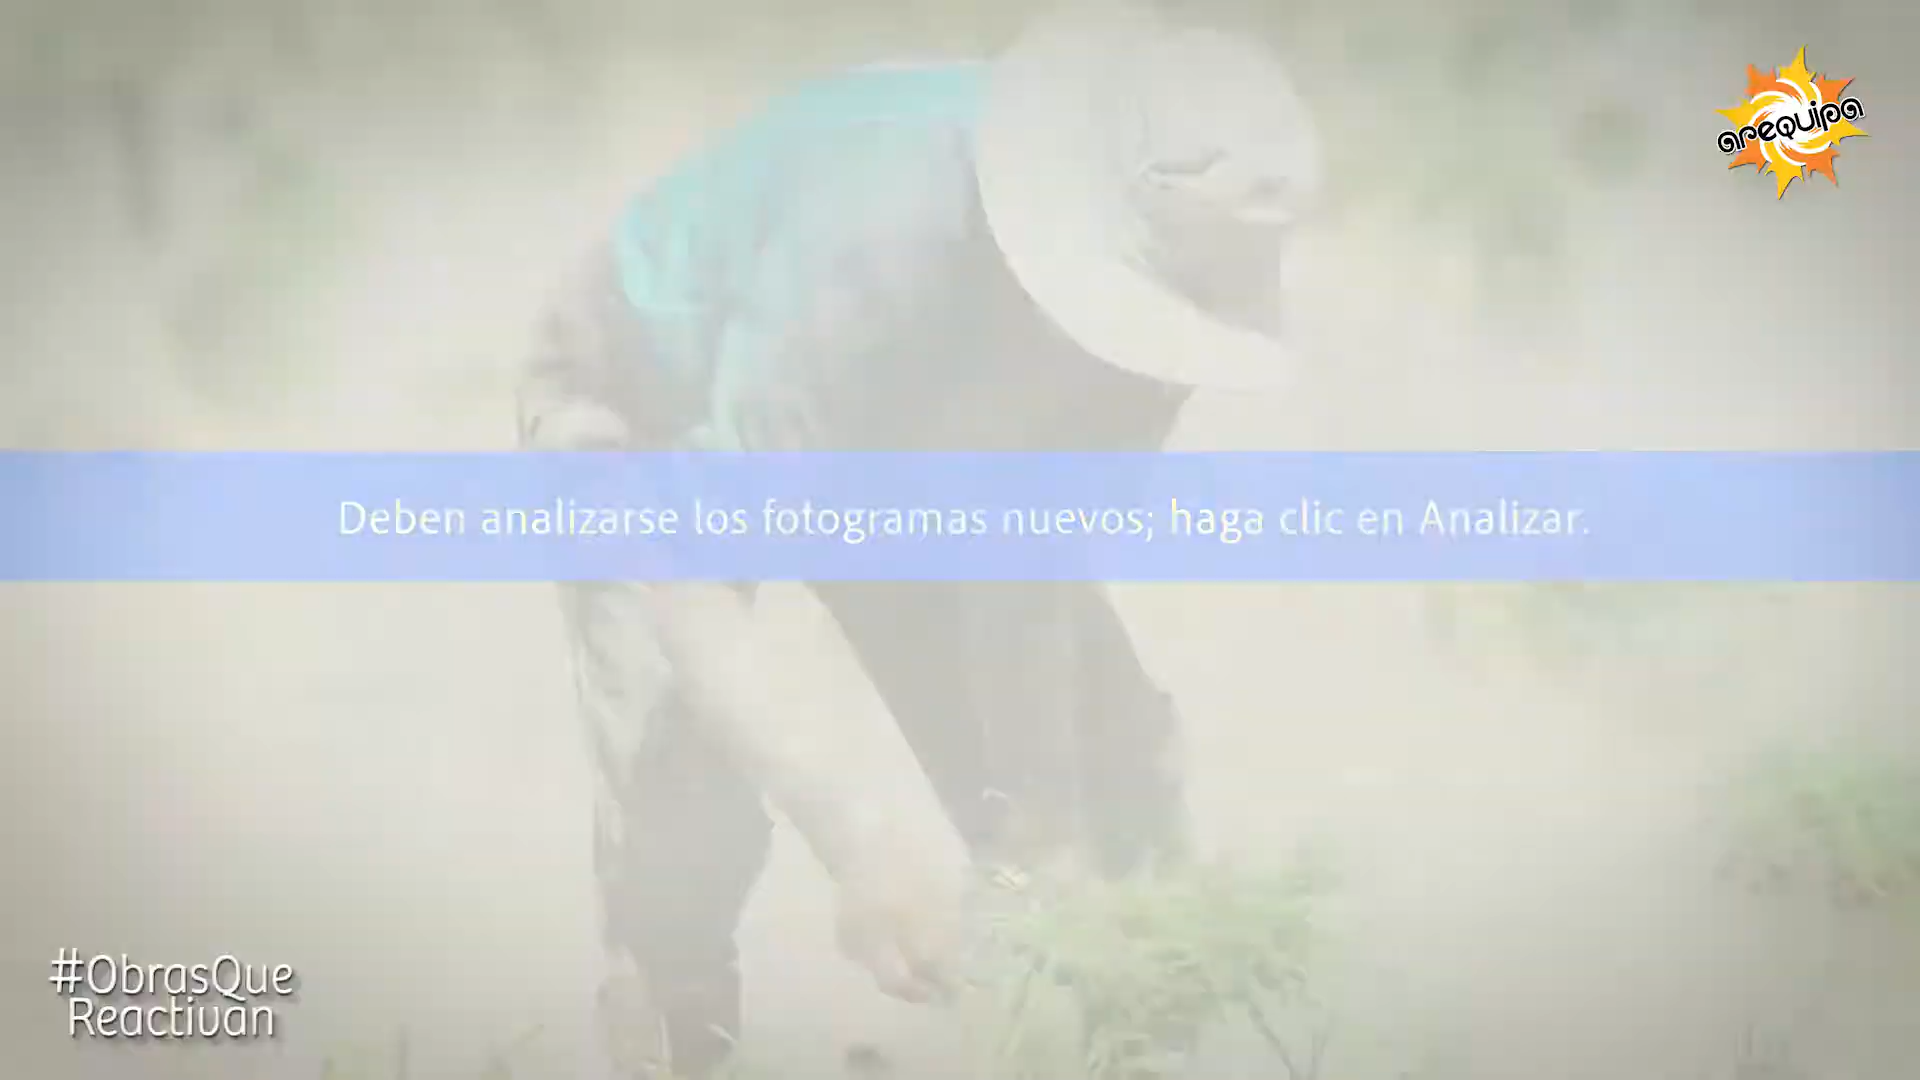 arequipa
Deben analizarse los fotogramas nuevos; haga clic en Analizar.
#ObrasQue
Reactivan